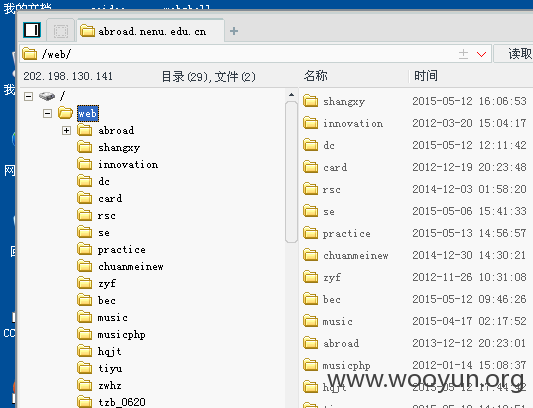 我的文档
abroad.nenu.edu.cn
/web/
读取
202.198.130.141 目录(29),文件(2) 名称 时间
/
web
abroad
shangxy
innovation
dc
card
rsc
se
practice
chuanmeinew
zyf
bec
music
musicphp
hqjt
tiyu
zwhz
tzb_0620
shangxy 2015-05-12 16:06:53
innovation 2012-03-20 15:04:17
dc 2015-05-12 12:11:42
card 2012-12-19 20:23:48
rsc 2014-12-03 01:58:20
se 2015-05-06 15:41:33
practice 2015-05-13 14:56:57
chuanmeinew 2014-12-30 14:30:21
zyf 2012-11-26 10:31:08
bec 2015-05-12 09:46:26
music 2015-04-17 02:17:52
abroad 2013-12-12 20:23:01
musicphp 2012-01-14 15:08:37
hqjt
www.wooyun.org